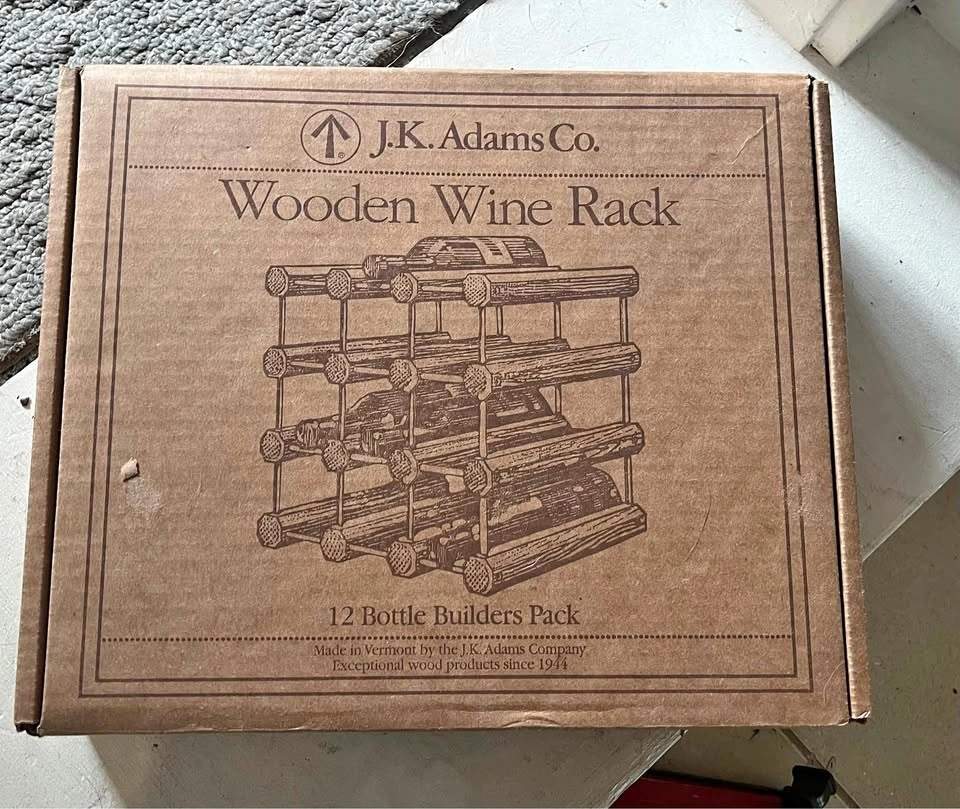 J.K. Adams Co.
Wooden Wine Rack
12 Bottle Builders Pack
Made in Vermont by the J.K. Adams Company
Exceptional wood products since 1944